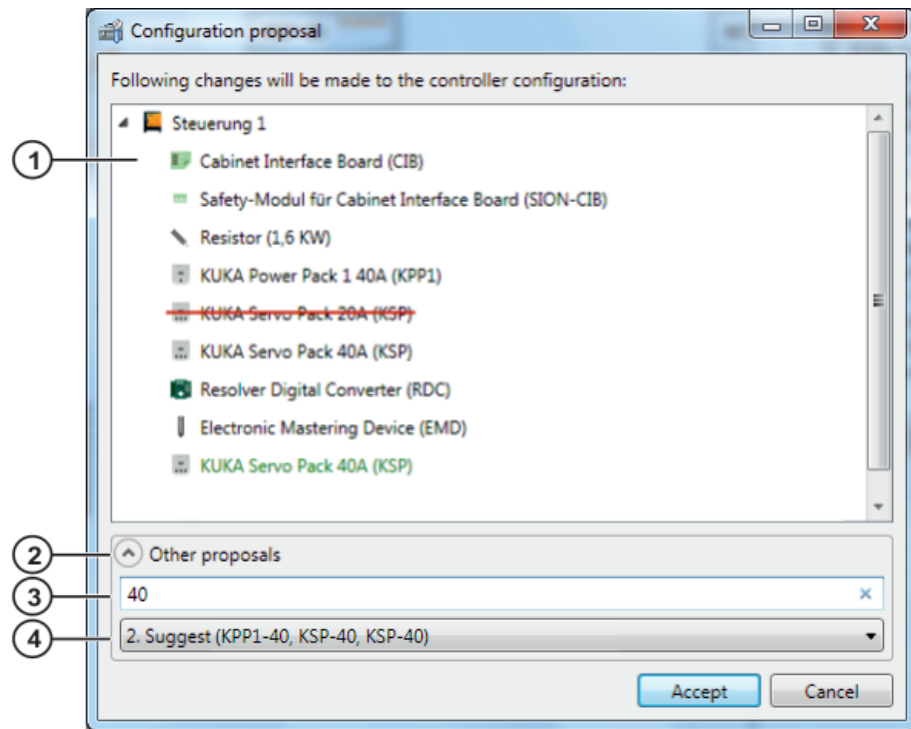 Configuration proposal
Following changes will be made to the controller configuration:
Steuerung 1
1
Cabinet Interface Board (CIB)
Safety-Modul für Cabinet Interface Board (SION-CIB)
Resistor (1,6 KW)
KUKA Power Pack 1 40A (KPP1)
KUKA Servo Pack 20A (KSP)
KUKA Servo Pack 40A (KSP)
Resolver Digital Converter (RDC)
Electronic Mastering Device (EMD)
KUKA Servo Pack 40A (KSP)
2
Other proposals
3
40
4
2. Suggest (KPP1-40, KSP-40, KSP-40)
Accept
Cancel